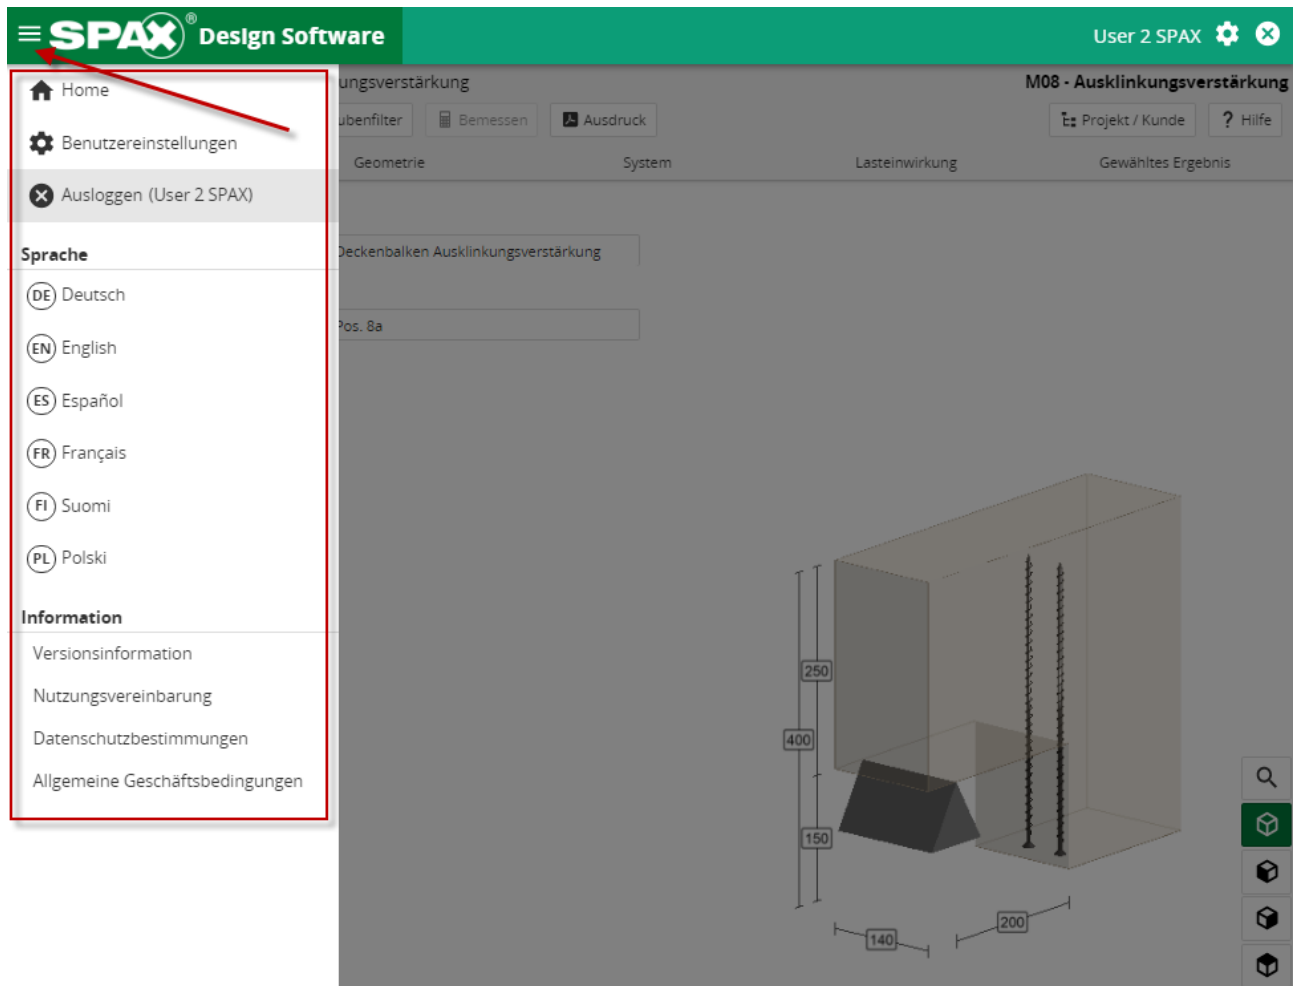 SPAX® Design Software
User 2 SPAX
Home
Benutzereinstellungen
Ausloggen (User 2 SPAX)
Sprache
DE Deutsch
EN English
ES Español
FR Français
FI Suomi
PL Polski
Information
Versionsinformation
Nutzungsvereinbarung
Datenschutzbestimmungen
Allgemeine Geschäftsbedingungen
ungsverstärkung
M08 - Ausklinkungsverstärkung
ubenfilter
Bemessen
Ausdruck
Projekt / Kunde
? Hilfe
Geometrie
System
Lasteinwirkung
Gewähltes Ergebnis
Deckenbalken Ausklinkungsverstärkung
Pos. 8a
250
400
150
200
140